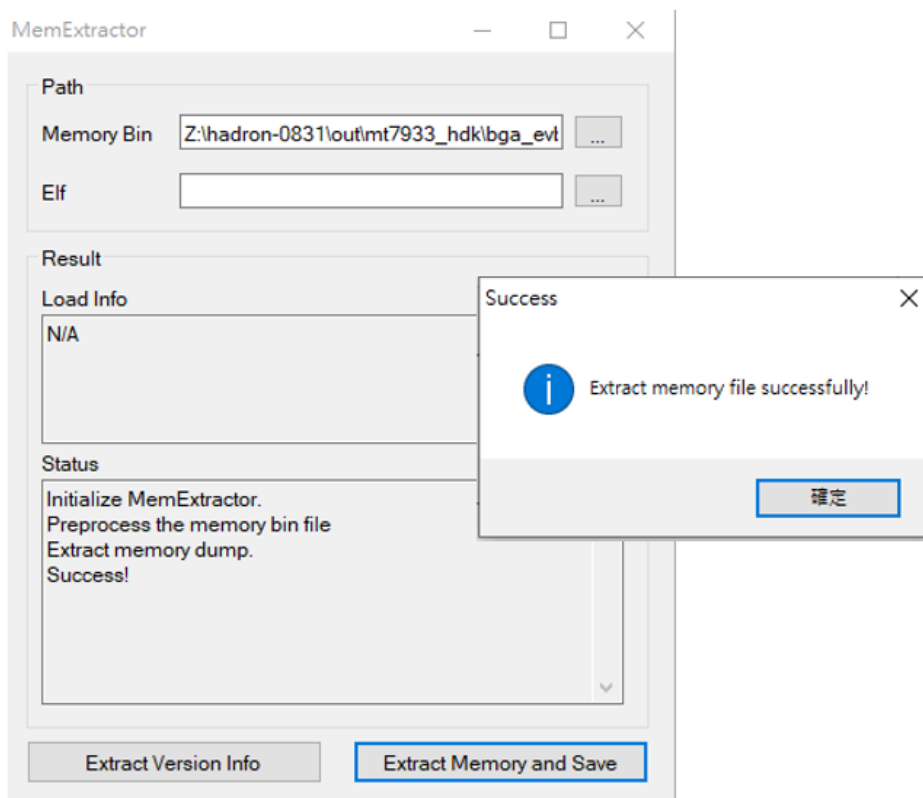 MemExtractor
Path
Memory Bin
Z:\hadron-0831\out\mt7933_hdk\bga_evb
...
Elf
...
Result
Load Info
N/A
Status
Initialize MemExtractor.
Preprocess the memory bin file
Extract memory dump.
Success!
Success
Extract memory file successfully!
確定
Extract Version Info
Extract Memory and Save